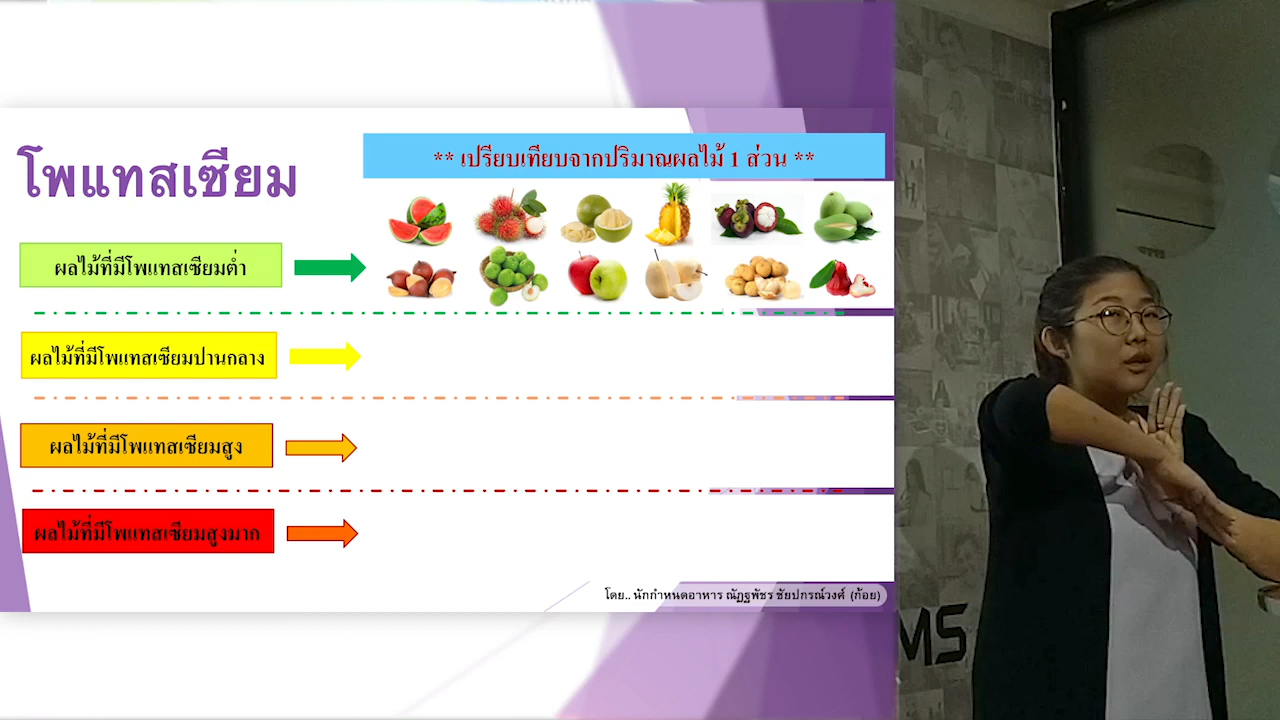 โพแทสเซียม
** เปรียบเทียบจากปริมาณผลไม้ 1 ส่วน **
ผลไม้ที่มีโพแทสเซียมต่ำ
ผลไม้ที่มีโพแทสเซียมปานกลาง
ผลไม้ที่มีโพแทสเซียมสูง
ผลไม้ที่มีโพแทสเซียมสูงมาก
โดย.. นักกำหนดอาหาร ณัฏฐพัชร ชัยปกรณ์วงศ์ (ก้อย)
MS